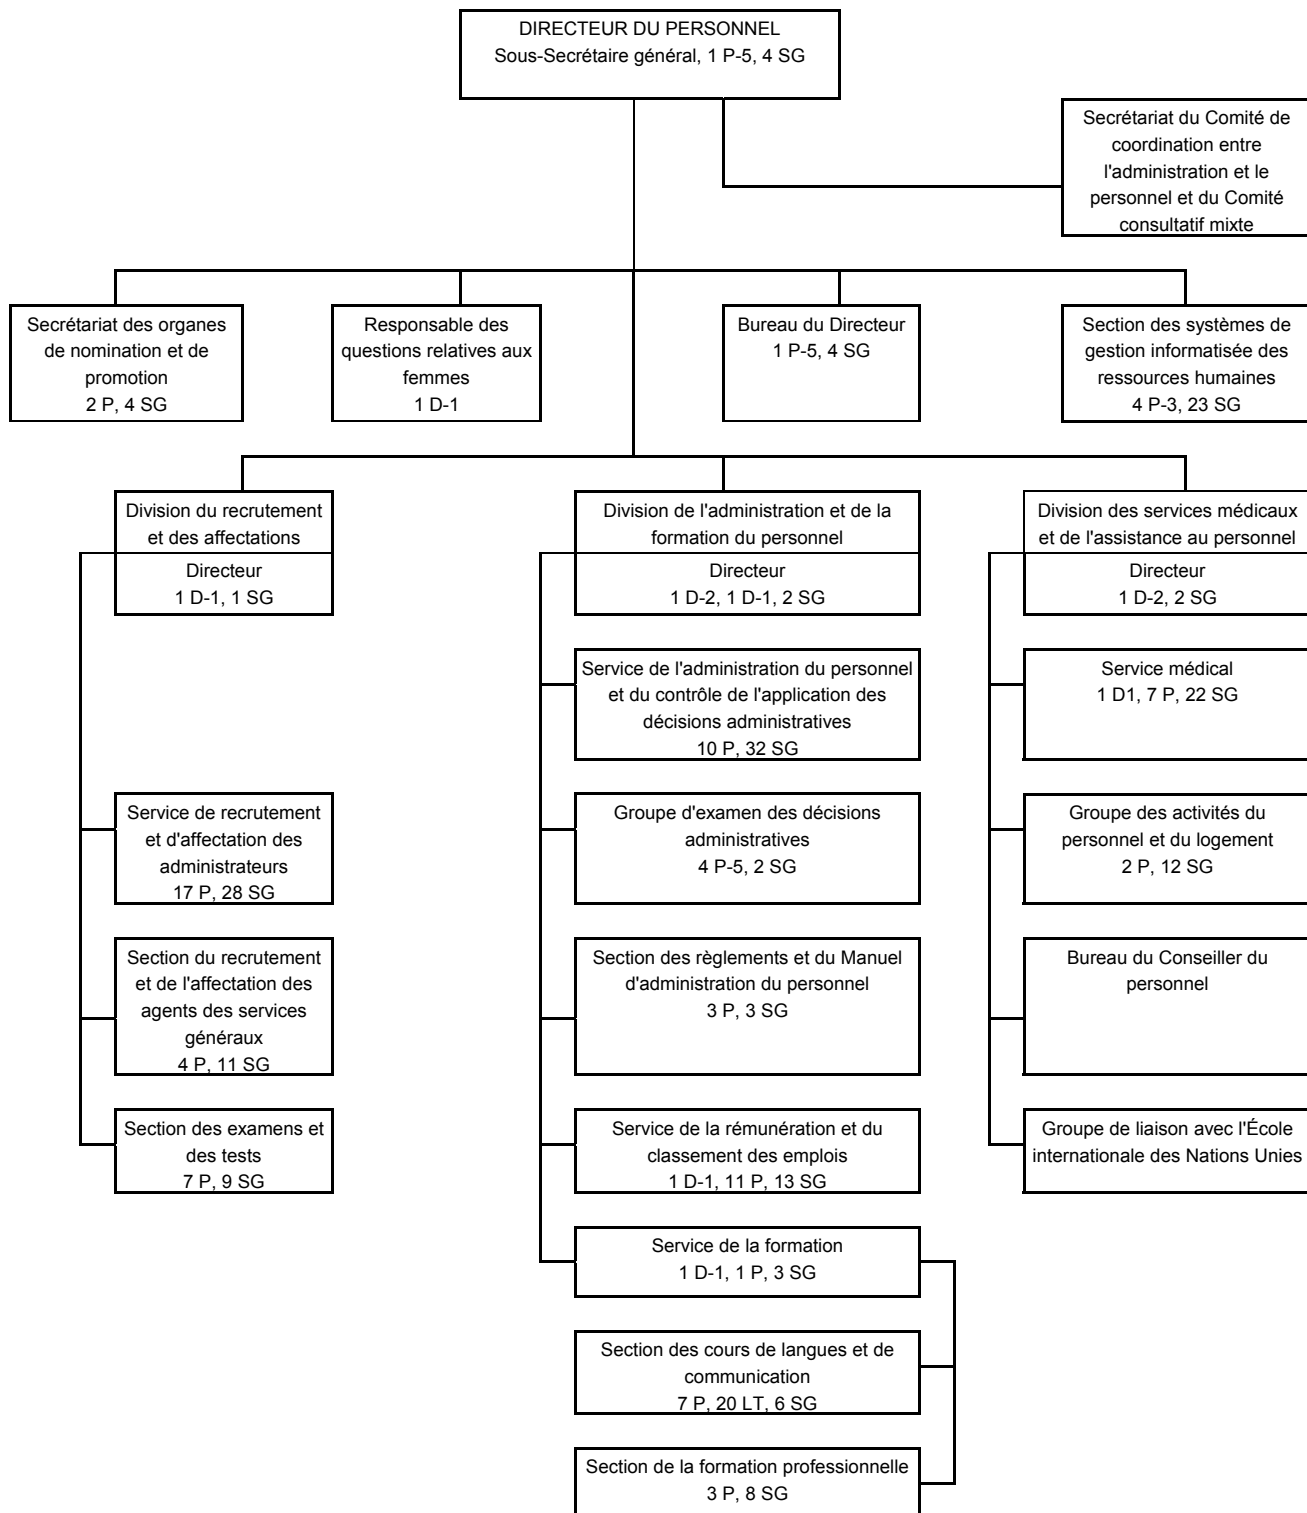 DIRECTEUR DU PERSONNEL
Sous-Secrétaire général, 1 P-5, 4 SG
Secrétariat du Comité de
coordination entre
l'administration et le
personnel et du Comité
consultatif mixte
Secrétariat des organes
de nomination et de
promotion
2 P, 4 SG
Responsable des
questions relatives aux
femmes
1 D-1
Bureau du Directeur
1 P-5, 4 SG
Section des systèmes de
gestion informatisée des
ressources humaines
4 P-3, 23 SG
Division du recrutement
et des affectations
Directeur
1 D-1, 1 SG
Service de recrutement
et d'affectation des
administrateurs
17 P, 28 SG
Section du recrutement
et de l'affectation des
agents des services
généraux
4 P, 11 SG
Section des examens et
des tests
7 P, 9 SG
Division de l'administration et de la
formation du personnel
Directeur
1 D-2, 1 D-1, 2 SG
Service de l'administration du personnel
et du contrôle de l'application des
décisions administratives
10 P, 32 SG
Groupe d'examen des décisions
administratives
4 P-5, 2 SG
Section des règlements et du Manuel
d'administration du personnel
3 P, 3 SG
Service de la rémunération et du
classement des emplois
1 D-1, 11 P, 13 SG
Service de la formation
1 D-1, 1 P, 3 SG
Section des cours de langues et de
communication
7 P, 20 LT, 6 SG
Section de la formation professionnelle
3 P, 8 SG
Division des services médicaux
et de l'assistance au personnel
Directeur
1 D-2, 2 SG
Service médical
1 D1, 7 P, 22 SG
Groupe des activités du
personnel et du logement
2 P, 12 SG
Bureau du Conseiller du
personnel
Groupe de liaison avec l'École
internationale des Nations Unies